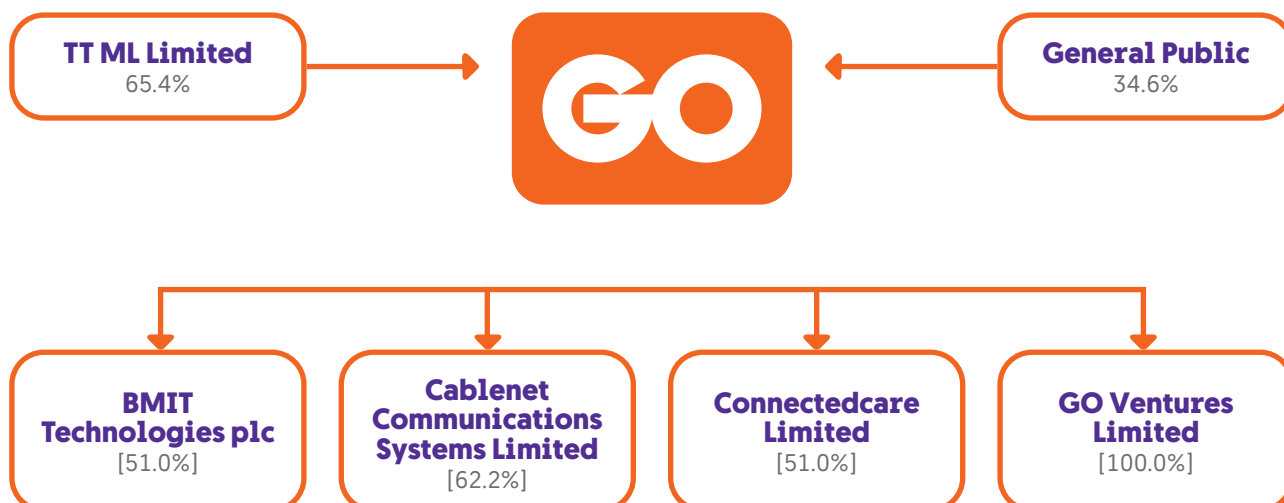 TT ML Limited
65.4%
GO
General Public
34.6%
BMIT
Technologies plc
[51.0%]
Cablenet
Communications
Systems Limited
[62.2%]
Connectedcare
Limited
[51.0%]
GO Ventures
Limited
[100.0%]